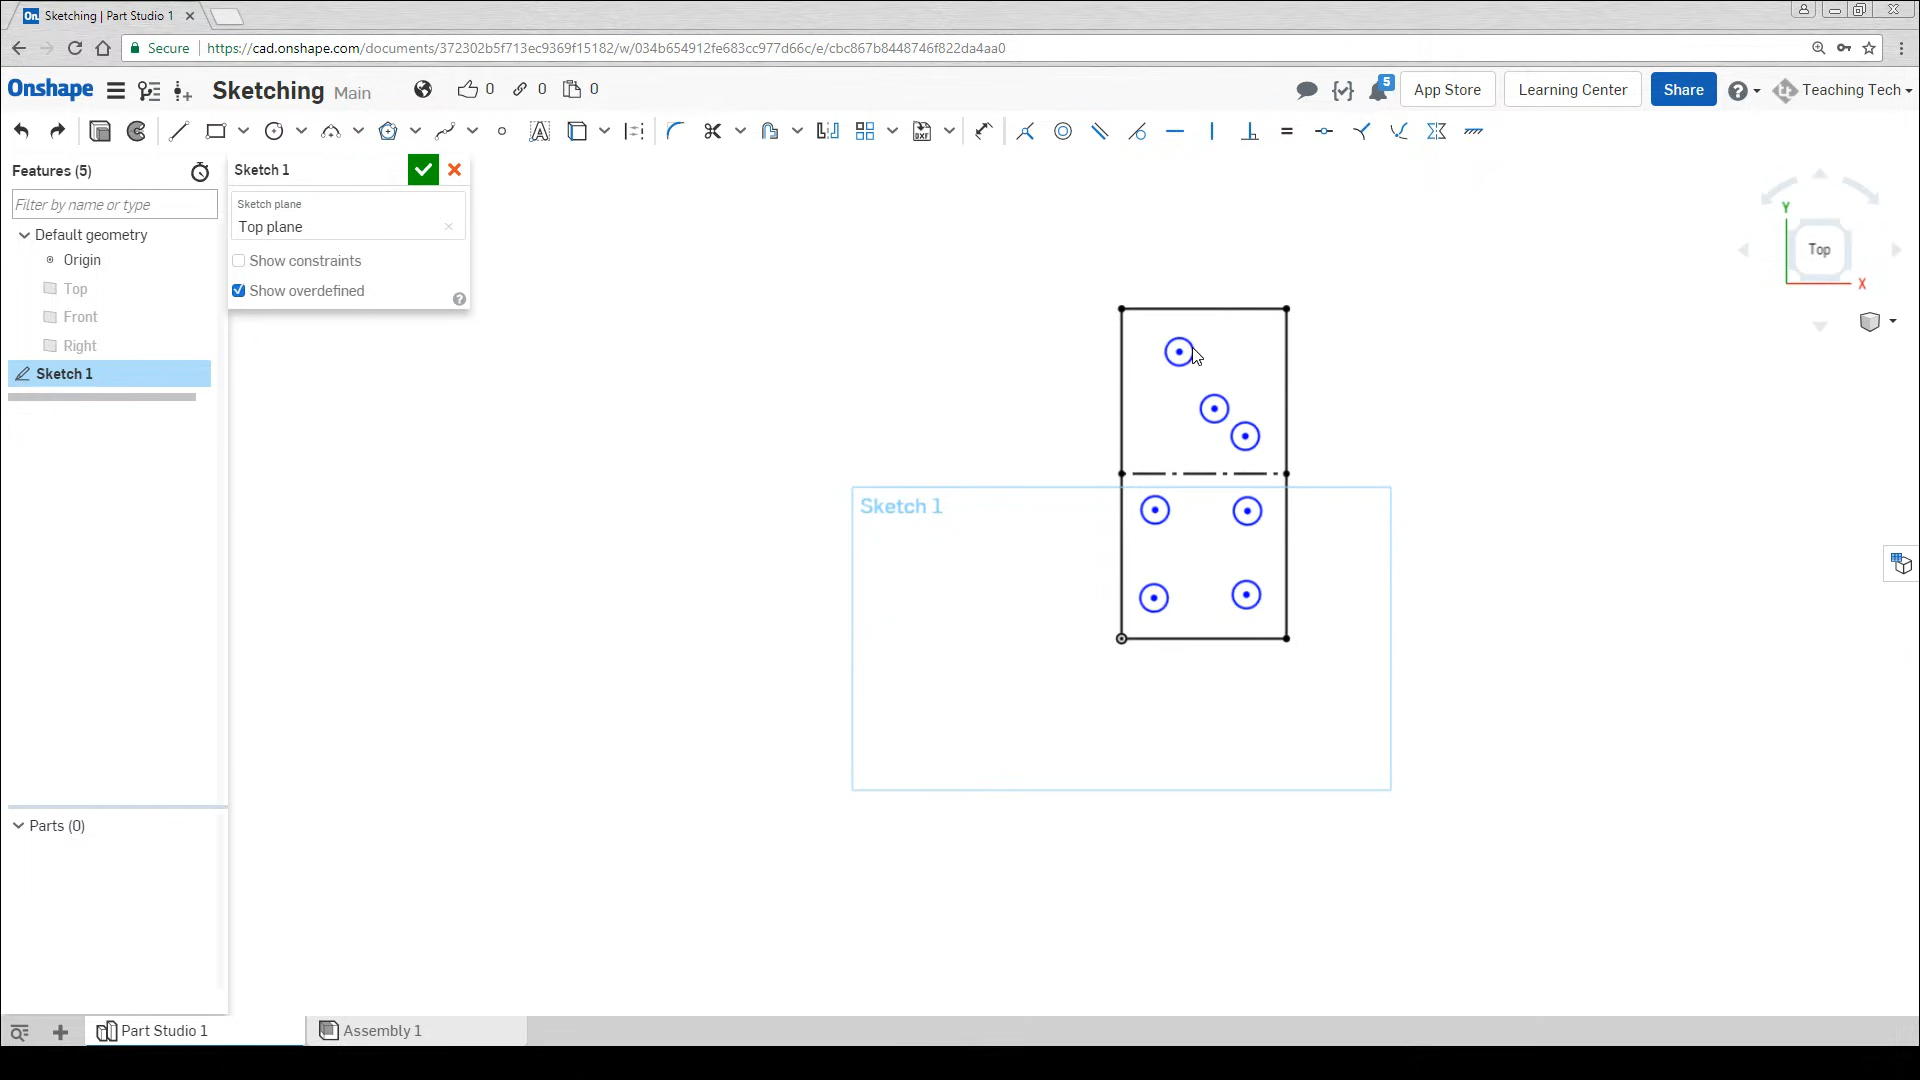 Sketching | Part Studio 1
Secure
https://cad.onshape.com/documents/372302b5f713ec9369f15182/w/034b654912fe683cc977d66c/e/cbc867b8448746f822da4aa0
Onshape
Sketching Main
0
0
0
5
App Store
Learning Center
Share
Teaching Tech
DXF
Features (5)
Filter by name or type
Default geometry
Origin
Top
Front
Right
Sketch 1
Sketch 1
Sketch plane
Top plane
Show constraints
Show overdefined
Sketch 1
Y
Top
X
Parts (0)
Part Studio 1
Assembly 1